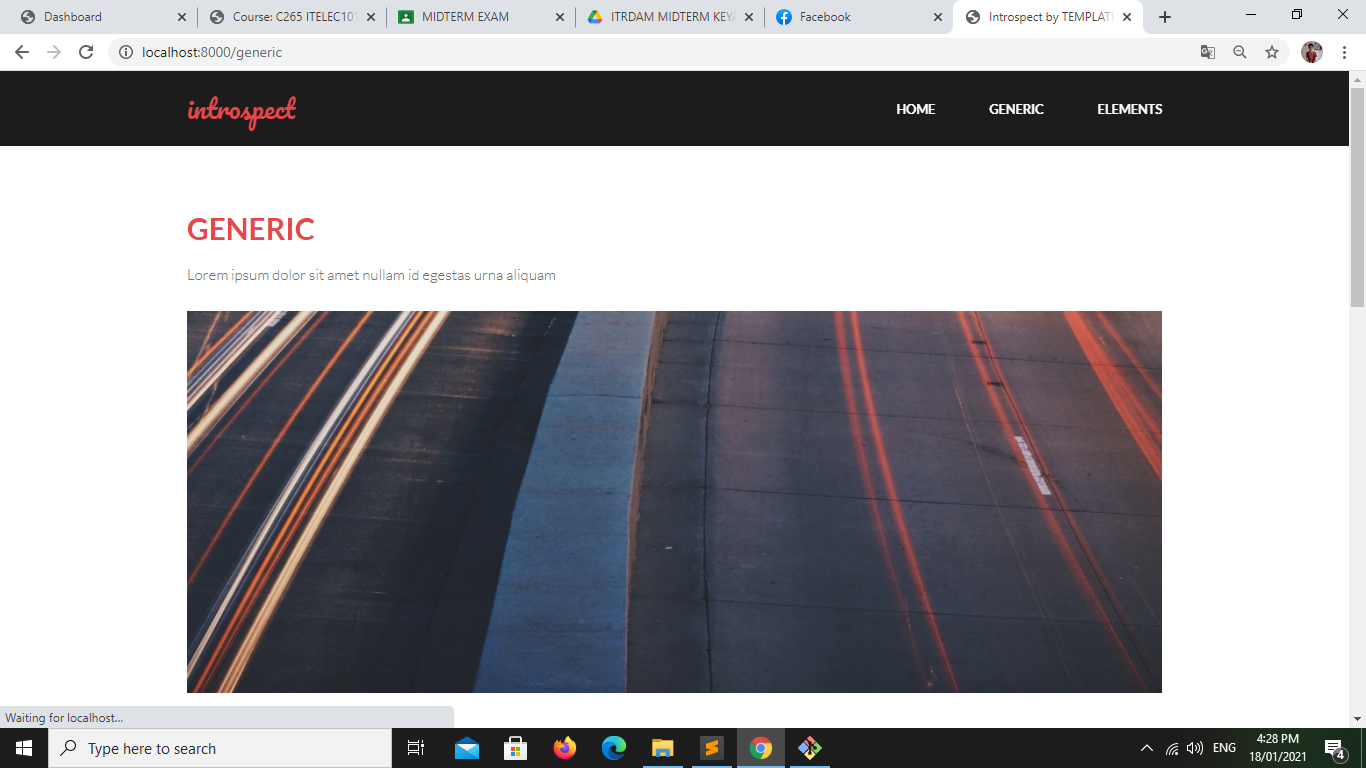 Dashboard
Course: C265 ITELEC101
MIDTERM EXAM
ITRDAM MIDTERM KEY
Facebook
Introspect by TEMPLAT
localhost:8000/generic
introspect
HOME
GENERIC
ELEMENTS
GENERIC
Lorem ipsum dolor sit amet nullam id egestas urna aliquam
Waiting for localhost...
Type here to search
ENG
4:28 PM
18/01/2021
4